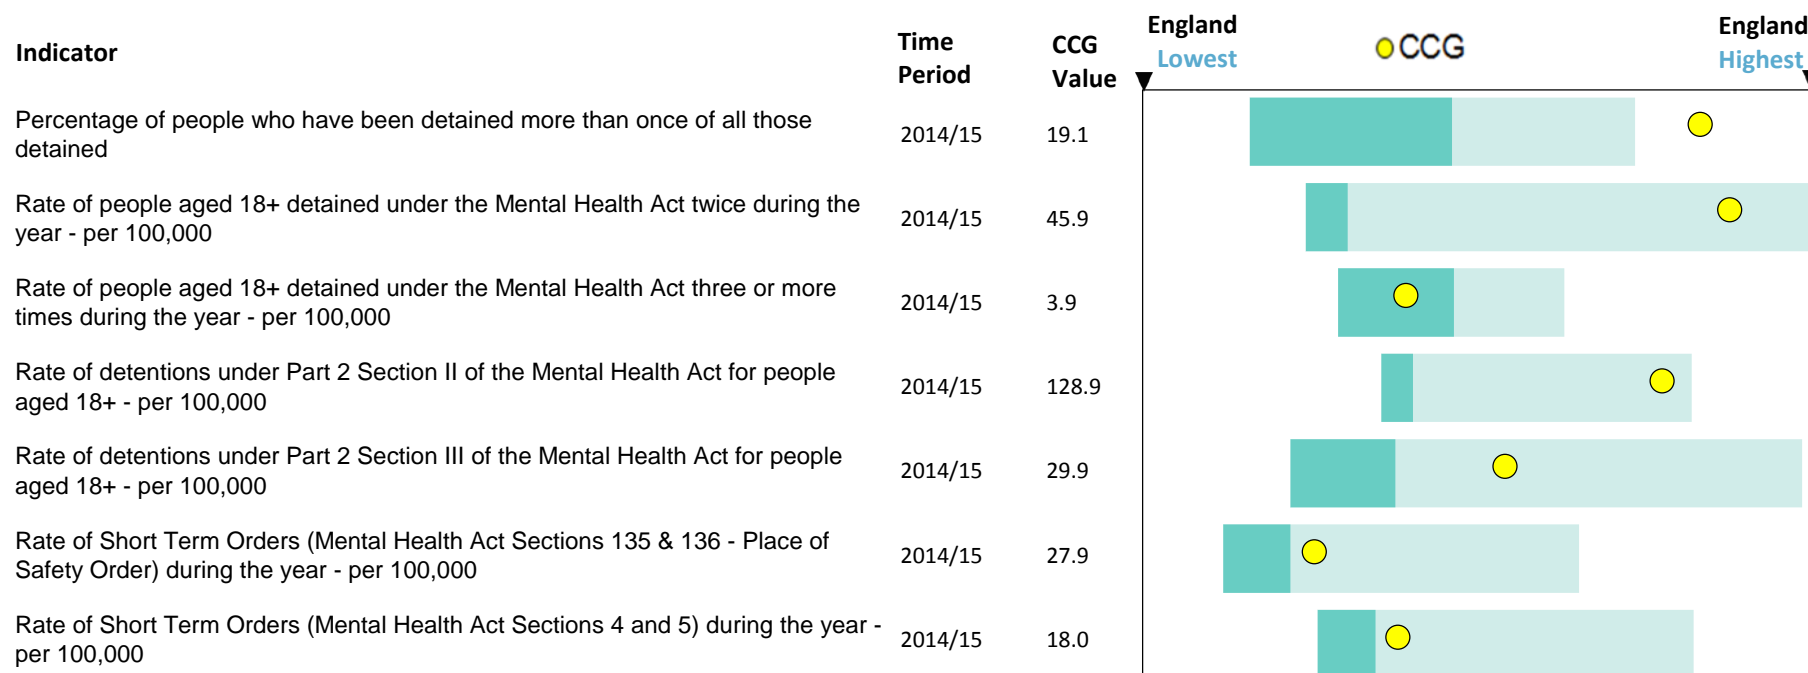 Indicator
Time
Period
CCG
Value
England
Lowest
CCG
England
Highest
Percentage of people who have been detained more than once of all those
detained
2014/15
19.1
Rate of people aged 18+ detained under the Mental Health Act twice during the
year - per 100,000
2014/15
45.9
Rate of people aged 18+ detained under the Mental Health Act three or more
times during the year - per 100,000
2014/15
3.9
Rate of detentions under Part 2 Section II of the Mental Health Act for people
aged 18+ - per 100,000
2014/15
128.9
Rate of detentions under Part 2 Section III of the Mental Health Act for people
aged 18+ - per 100,000
2014/15
29.9
Rate of Short Term Orders (Mental Health Act Sections 135 & 136 - Place of
Safety Order) during the year - per 100,000
2014/15
27.9
Rate of Short Term Orders (Mental Health Act Sections 4 and 5) during the year -
per 100,000
2014/15
18.0